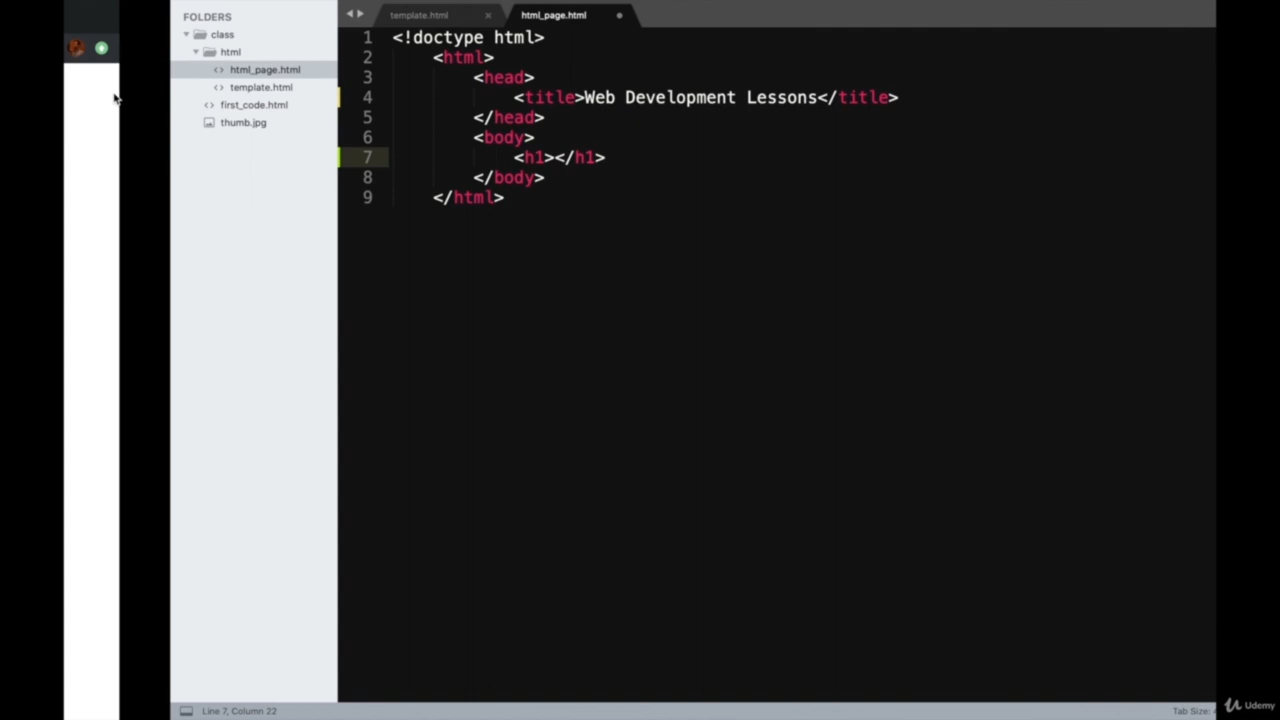 FOLDERS
class
html
html_page.html
template.html
first_code.html
thumb.jpg
template.html
html_page.html
1 <!doctype html>
2 <html>
3 <head>
4 <title>Web Development Lessons</title>
5 </head>
6 <body>
7 <h1></h1>
8 </body>
9 </html>
Line 7, Column 22
Tab Size:
Udemy